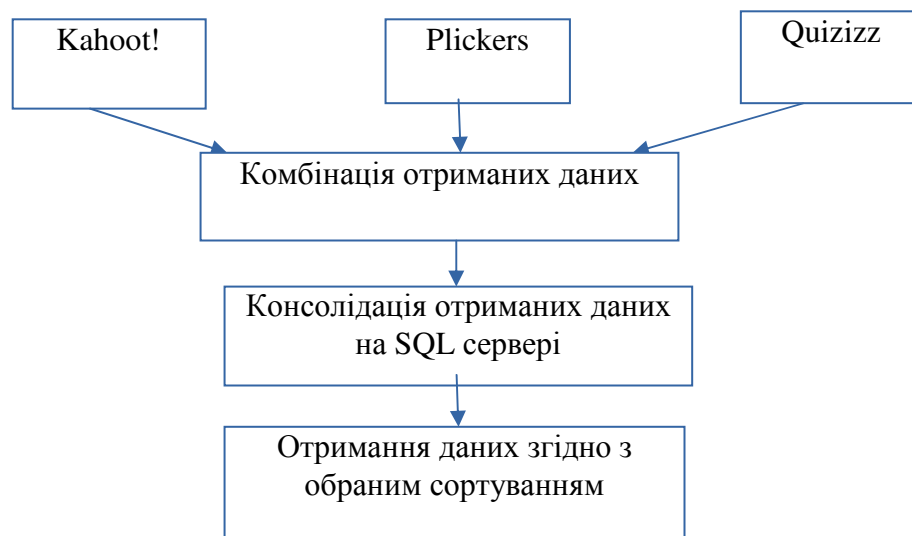 Kahoot!
Plickers
Quizizz
Комбінація отриманих даних
Консолідація отриманих даних
на SQL сервері
Отримання даних згідно з
обраним сортуванням